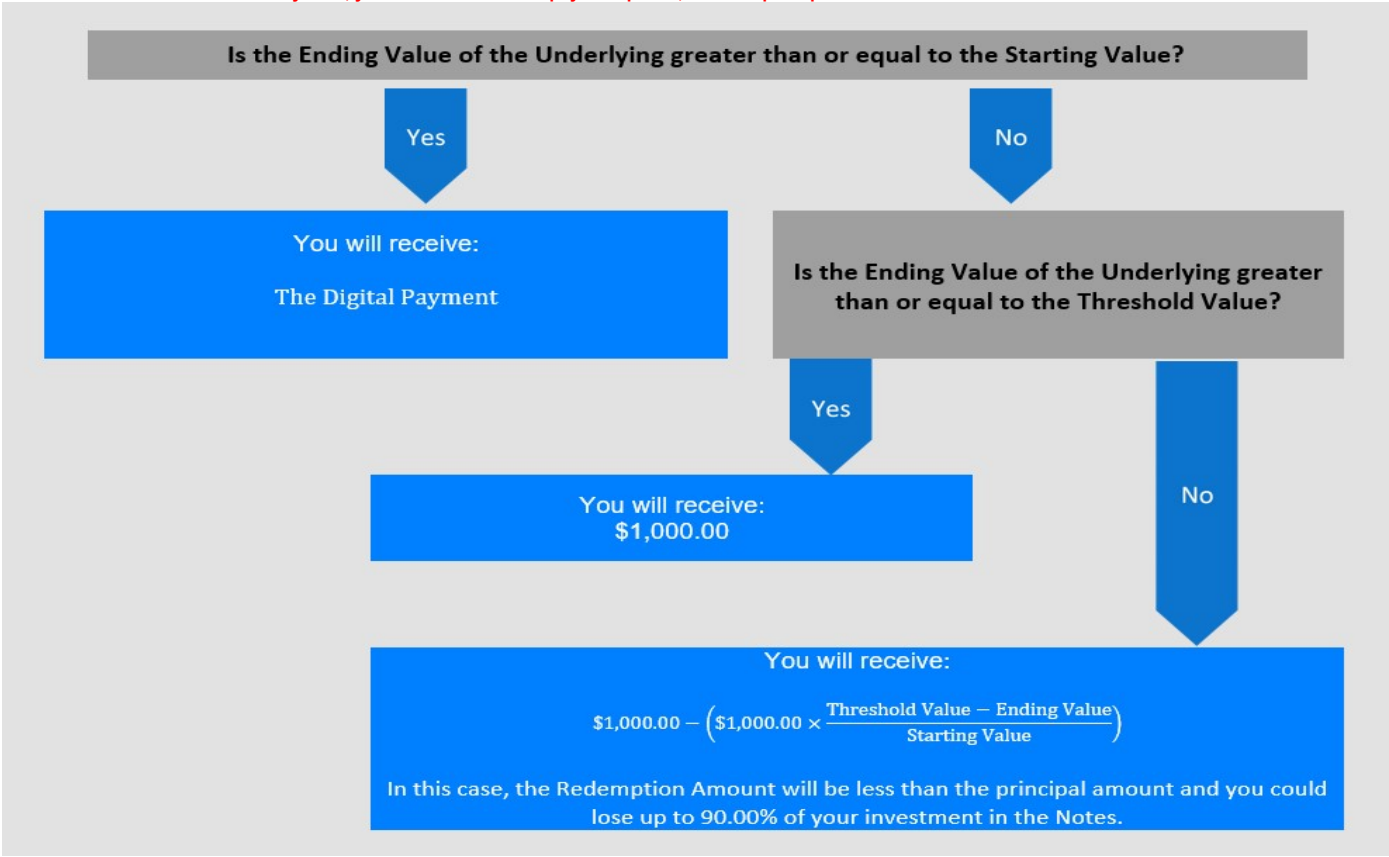 Is the Ending Value of the Underlying greater than or equal to the Starting Value?
Yes
No
You will receive:
The Digital Payment
Is the Ending Value of the Underlying greater
than or equal to the Threshold Value?
Yes
No
You will receive:
$1,000.00
You will receive:
$1,000.00 − ($1,000.00 × Threshold Value − Ending Value / Starting Value)
In this case, the Redemption Amount will be less than the principal amount and you could
lose up to 90.00% of your investment in the Notes.